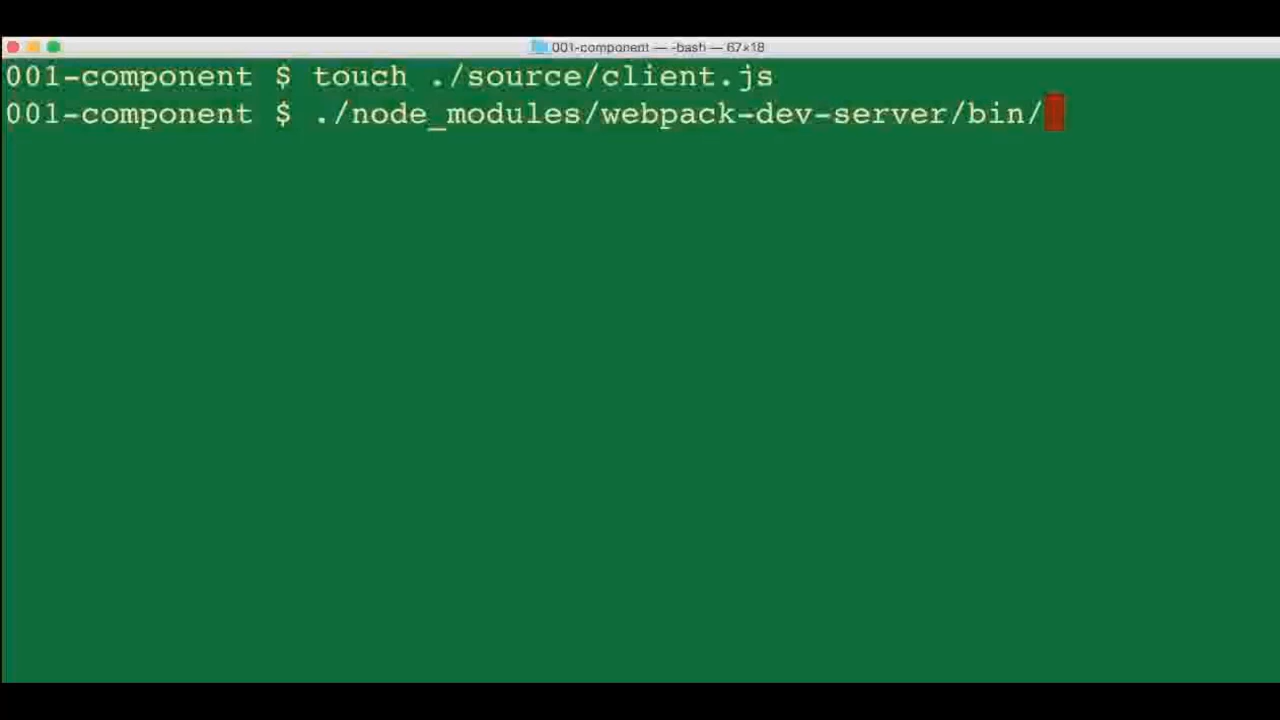 001-component — -bash — 67×18
001-component $ touch ./source/client.js
001-component $ ./node_modules/webpack-dev-server/bin/